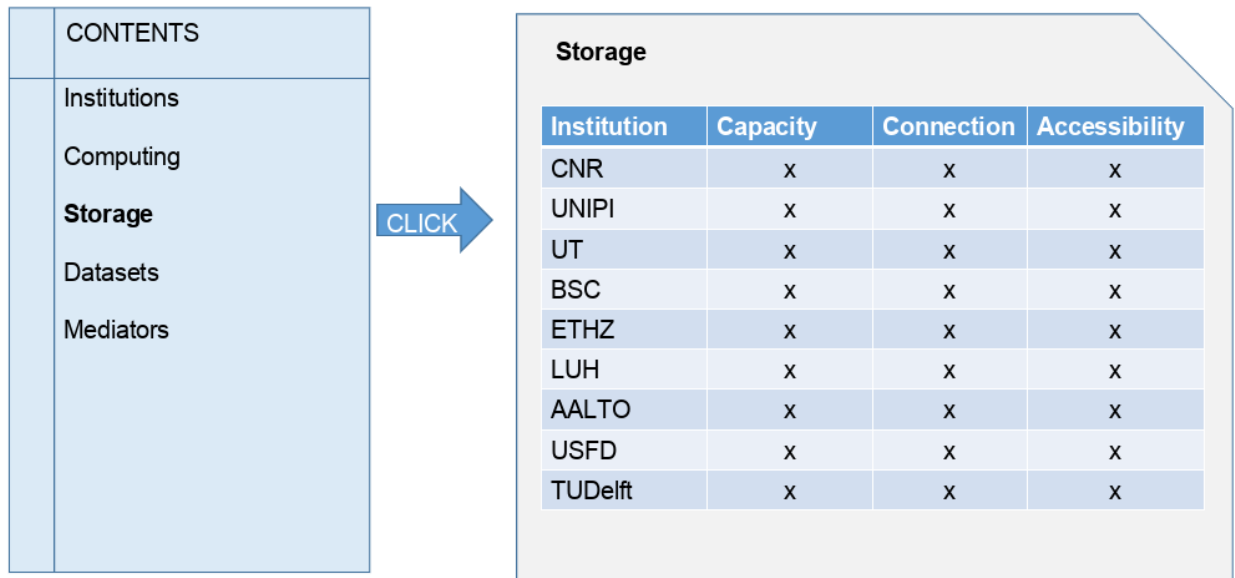 CONTENTS
Institutions
Computing
Storage
Datasets
Mediators
CLICK
Storage
Institution Capacity Connection Accessibility
CNR x x x
UNIPI x x x
UT x x x
BSC x x x
ETHZ x x x
LUH x x x
AALTO x x x
USFD x x x
TUDelft x x x